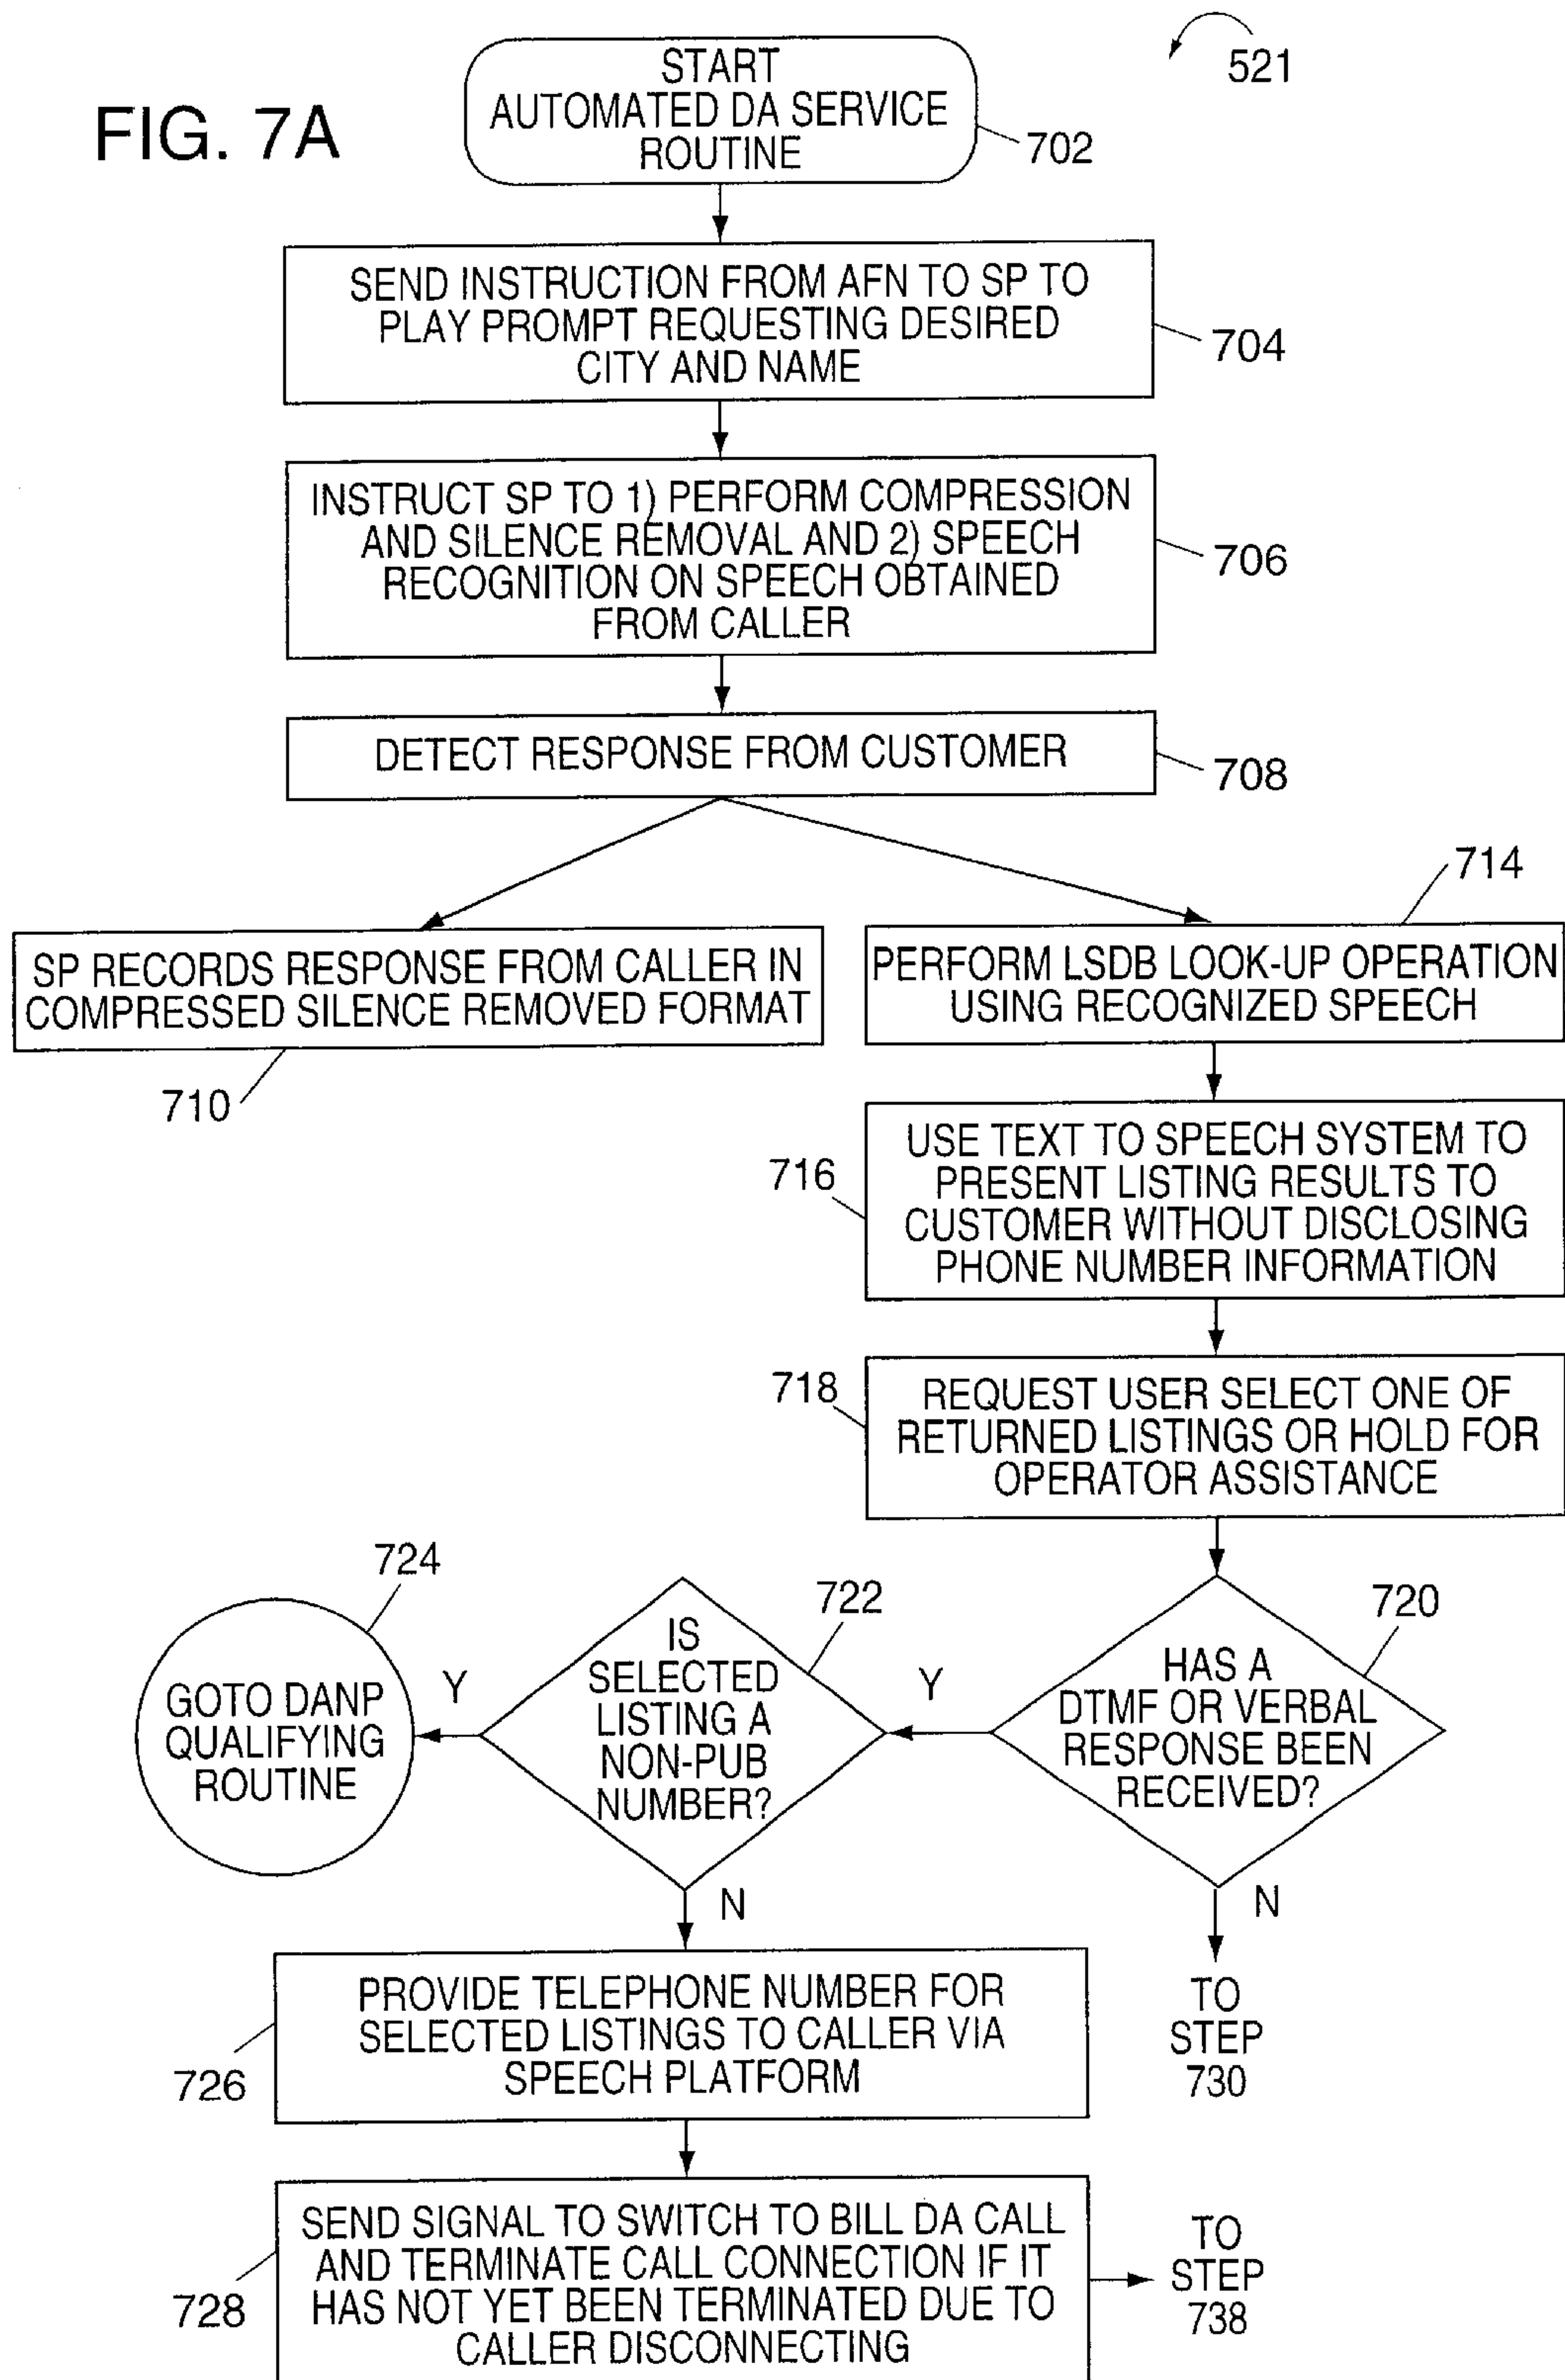 FIG. 7A
521
START
AUTOMATED DA SERVICE
ROUTINE
702
SEND INSTRUCTION FROM AFN TO SP TO
PLAY PROMPT REQUESTING DESIRED
CITY AND NAME
704
INSTRUCT SP TO 1) PERFORM COMPRESSION
AND SILENCE REMOVAL AND 2) SPEECH
RECOGNITION ON SPEECH OBTAINED
FROM CALLER
706
DETECT RESPONSE FROM CUSTOMER
708
SP RECORDS RESPONSE FROM CALLER IN
COMPRESSED SILENCE REMOVED FORMAT
710
714
PERFORM LSDB LOOK-UP OPERATION
USING RECOGNIZED SPEECH
716
USE TEXT TO SPEECH SYSTEM TO
PRESENT LISTING RESULTS TO
CUSTOMER WITHOUT DISCLOSING
PHONE NUMBER INFORMATION
718
REQUEST USER SELECT ONE OF
RETURNED LISTINGS OR HOLD FOR
OPERATOR ASSISTANCE
720
HAS A
DTMF OR VERBAL
RESPONSE BEEN
RECEIVED?
Y
N
TO
STEP
730
722
IS
SELECTED
LISTING A
NON-PUB
NUMBER?
Y
N
724
GOTO DANP
QUALIFYING
ROUTINE
PROVIDE TELEPHONE NUMBER FOR
SELECTED LISTINGS TO CALLER VIA
SPEECH PLATFORM
726
SEND SIGNAL TO SWITCH TO BILL DA CALL
AND TERMINATE CALL CONNECTION IF IT
HAS NOT YET BEEN TERMINATED DUE TO
CALLER DISCONNECTING
728
TO
STEP
738